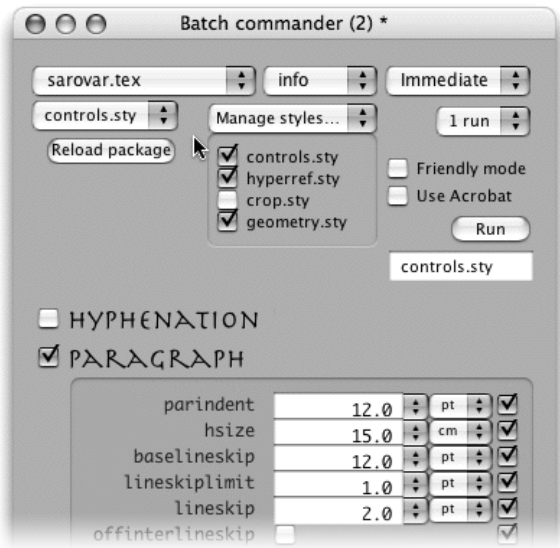 Batch commander (2) *
sarovar.tex info Immediate
controls.sty Manage styles... 1 run
Reload package
controls.sty
hyperref.sty
crop.sty
geometry.sty
Friendly mode
Use Acrobat
Run
controls.sty
HYPHENATION
PARAGRAPH
parindent 12.0 pt
hsize 15.0 cm
baselineskip 12.0 pt
lineskiplimit 1.0 pt
lineskip 2.0 pt
offinterlineskip